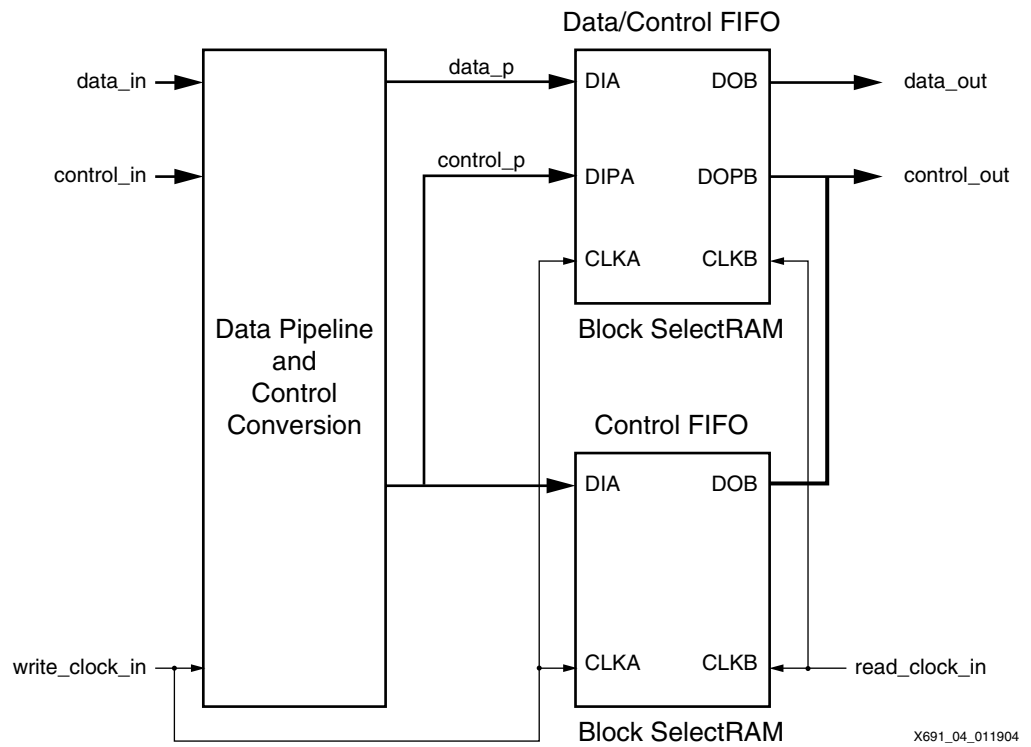 Data/Control FIFO
data_in
data_p
DIA
DOB
data_out
control_in
control_p
DIPA
DOPB
control_out
CLKA
CLKB
Data Pipeline
and
Control
Conversion
Block SelectRAM
Control FIFO
DIA
DOB
write_clock_in
CLKA
CLKB
read_clock_in
Block SelectRAM
X691_04_011904